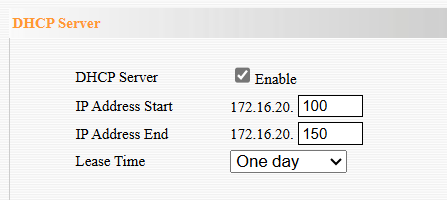 DHCP Server
DHCP Server Enable
IP Address Start 172.16.20. 100
IP Address End 172.16.20. 150
Lease Time One day